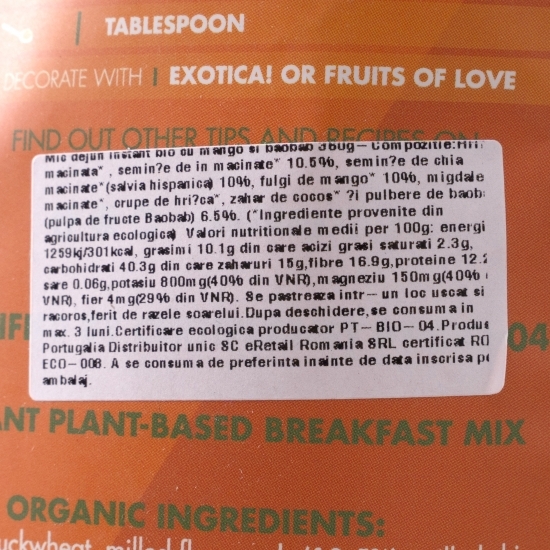 TABLESPOON
DECORATE WITH | EXOTICA! OR FRUITS OF LOVE
FIND OUT OTHER TIPS AND RECIPES ON
Mic dejun instant bio cu mango si baobab 360g- Compozitie:Hri
macinata* , semin?e de in macinate* 10.5%, semin?e de chia
macinate*(salvia hispanica) 10%, fulgi de mango* 10%, migdale
macinate*, crupe de hri?ca*, zahar de cocos* ?i pulbere de baob
(pulpa de fructe Baobab) 6.5%. (*Ingrediente provenite din
agricultura ecologica) Valori nutritionale medii per 100g: energi
1259kj/301kcal, grasimi 10.1g din care acizi grasi saturati 2.3g,
carbohidrati 40.3g din care zaharuri 15g,fibre 16.9g,proteine 12.2
sare 0.06g,potasiu 800mg(40% din VNR),magneziu 150mg(40%
VNR), fier 4mg(29% din VNR). Se pastreaza intr-un loc uscat si
racoros,ferit de razele soarelui.Dupa deschidere,se consuma in
max. 3 luni.Certificare ecologica producator PT-BIO-04.Produs
Portugalia Distribuitor unic SC eRetail Romania SRL certificat RO
ECO-008. A se consuma de preferinta inainte de data inscrisa pe
ambalaj.
04
ANT PLANT-BASED BREAKFAST MIX
ORGANIC INGREDIENTS:
uckwheat, milled